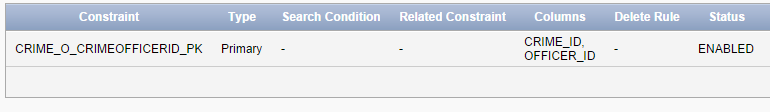 Constraint Type Search Condition Related Constraint Columns Delete Rule Status
CRIME_O_CRIMEOFFICERID_PK Primary - - CRIME_ID, - ENABLED
OFFICER_ID